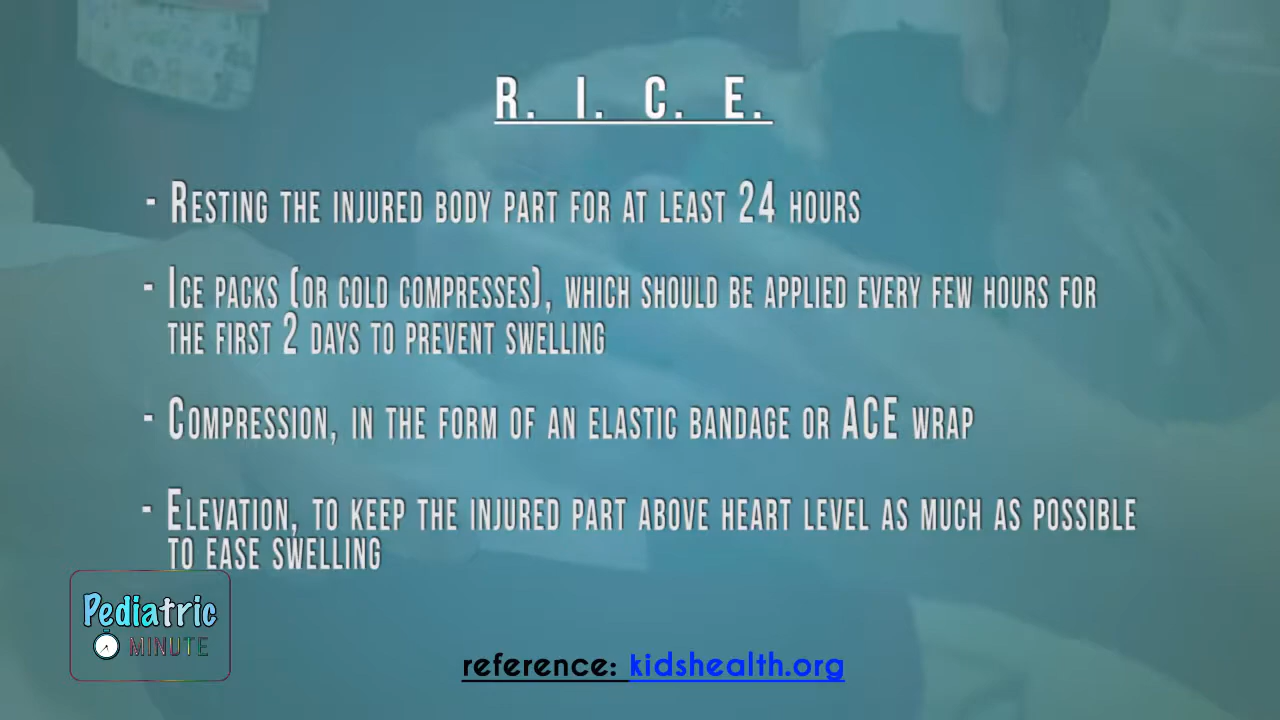 R. I. C. E.
- Resting the injured body part for at least 24 hours
- Ice packs (or cold compresses), which should be applied every few hours for
the first 2 days to prevent swelling
- Compression, in the form of an elastic bandage or ACE wrap
- Elevation, to keep the injured part above heart level as much as possible
to ease swelling
Pediatric
MINUTE
reference: kidshealth.org